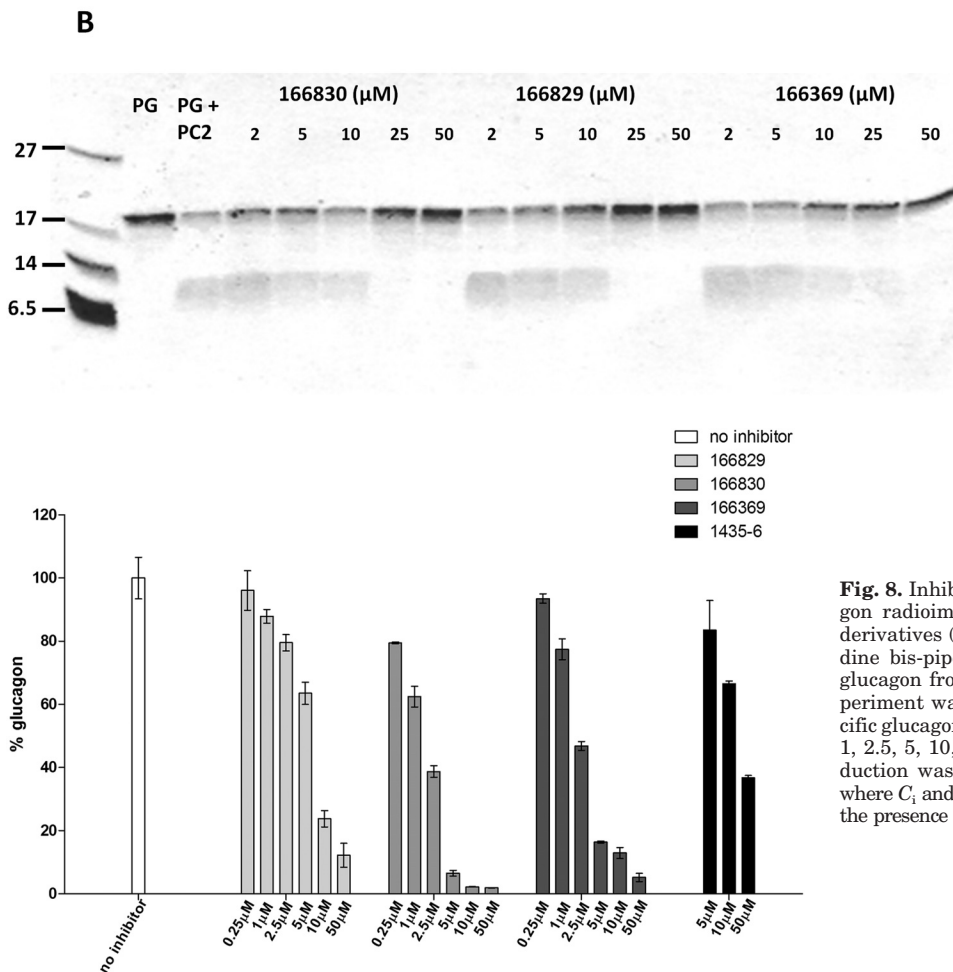 B
166830 (µM) 166829 (µM) 166369 (µM)
PG PG + PC2 2 5 10 25 50 2 5 10 25 50 2 5 10 25 50
27
17
14
6.5
no inhibitor
166829
166830
166369
1435-6
120
100
80
60
40
20
0
% glucagon
no inhibitor
0.25µM 1µM 2.5µM 5µM 10µM 50µM
0.25µM 1µM 2.5µM 5µM 10µM 50µM
0.25µM 1µM 2.5µM 5µM 10µM 50µM
5µM 10µM 50µM
Fig. 8. Inhib
gon radioim
derivatives (
dine bis-pip
glucagon fro
periment wa
cific glucagon
1, 2.5, 5, 10,
duction was
where Ci and
the presence